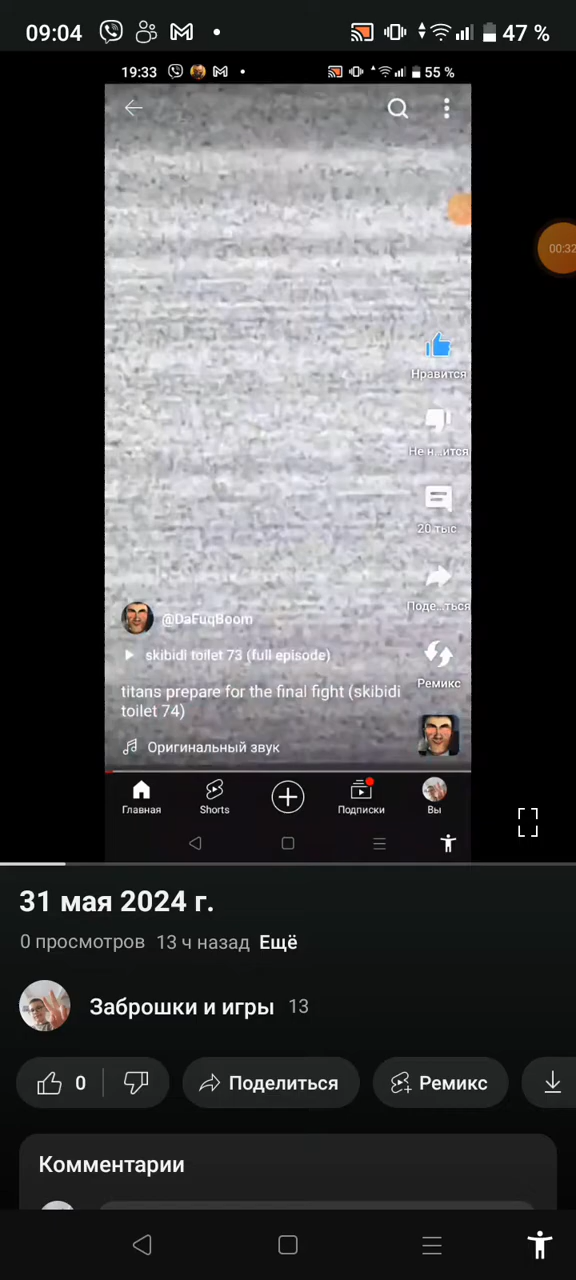 09:04
47 %
19:33
55 %
00:32
Нравится
Не н...ится
20 тыс
Поде...ться
@DaFuqBoom
skibidi toilet 73 (full episode)
Ремикс
titans prepare for the final fight (skibidi
toilet 74)
Оригинальный звук
Главная
Shorts
Подписки
Вы
31 мая 2024 г.
0 просмотров 13 ч назад Ещё
Заброшки и игры 13
0
Поделиться
Ремикс
Комментарии